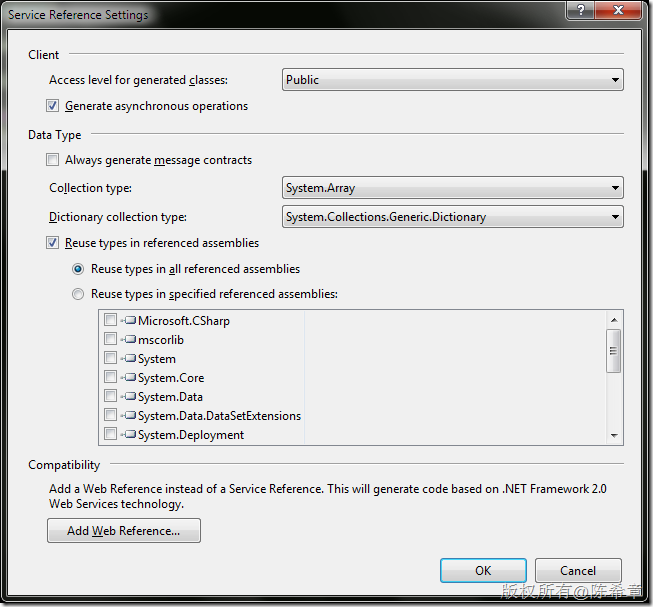 Service Reference Settings
Client
Access level for generated classes:
Public
Generate asynchronous operations
Data Type
Always generate message contracts
Collection type:
System.Array
Dictionary collection type:
System.Collections.Generic.Dictionary
Reuse types in referenced assemblies
Reuse types in all referenced assemblies
Reuse types in specified referenced assemblies:
Microsoft.CSharp
mscorlib
System
System.Core
System.Data
System.Data.DataSetExtensions
System.Deployment
Compatibility
Add a Web Reference instead of a Service Reference. This will generate code based on .NET Framework 2.0
Web Services technology.
Add Web Reference...
OK
Cancel
版权所有@陈希章